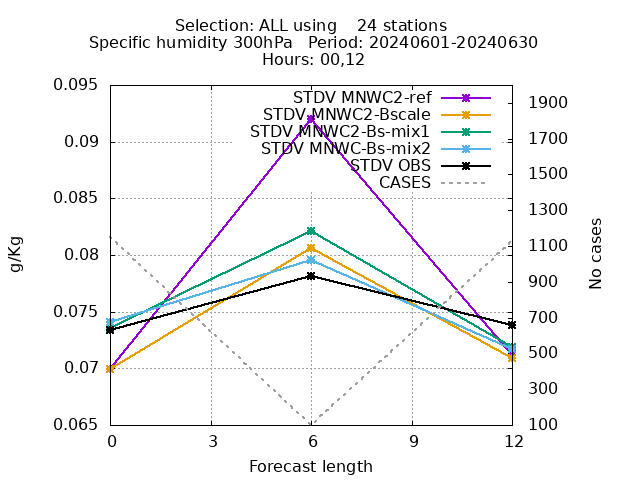 Selection: ALL using    24 stations
Specific humidity 300hPa   Period: 20240601-20240630
Hours: 00,12
STDV MNWC2-ref
STDV MNWC2-Bscale
STDV MNWC2-Bs-mix1
STDV MNWC-Bs-mix2
STDV OBS
CASES
0.095
0.09
0.085
0.08
0.075
0.07
0.065
g/Kg
1900
1700
1500
1300
1100
900
700
500
300
100
No cases
0 3 6 9 12
Forecast length